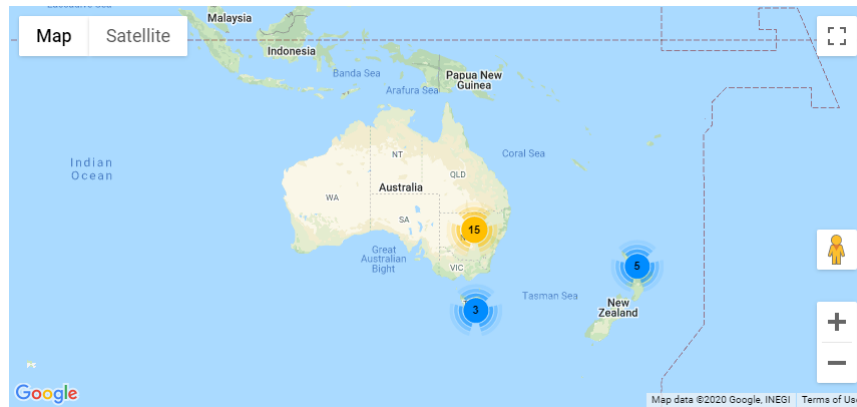 Malaysia
Map
Satellite
Indonesia
Banda Sea
Papua New
Guinea
Arafura Sea
Indian
Ocean
NT
Coral Sea
QLD
Australia
WA
SA
15
Great
Australian
Bight
VIC
5
Tasman Sea
3
New
Zealand
Google
Map data ©2020 Google, INEGI
Terms of Use